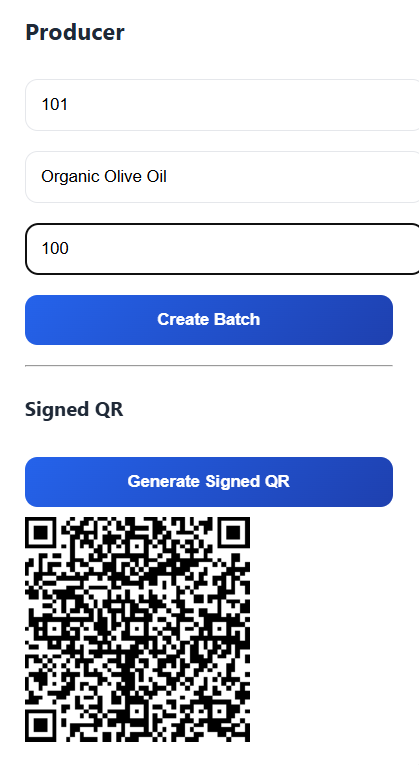 Producer
101
Organic Olive Oil
100
Create Batch
Signed QR
Generate Signed QR